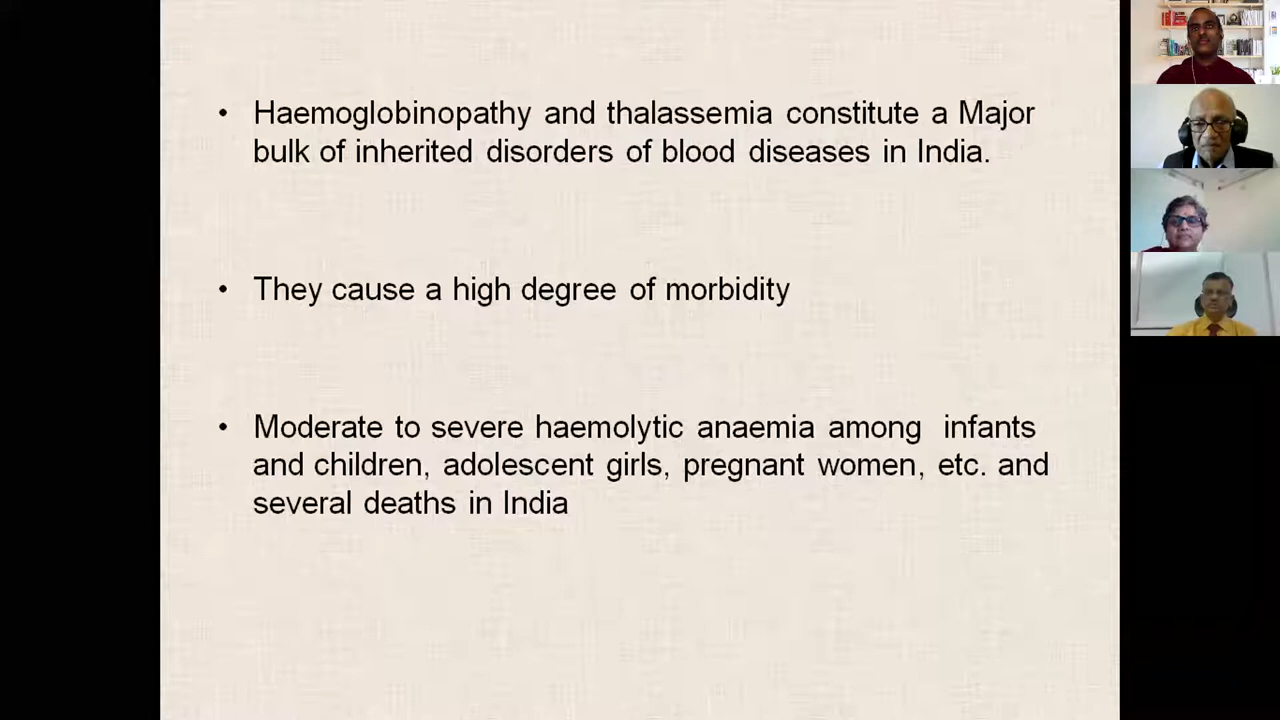 • Haemoglobinopathy and thalassemia constitute a Major
bulk of inherited disorders of blood diseases in India.
• They cause a high degree of morbidity
• Moderate to severe haemolytic anaemia among infants
and children, adolescent girls, pregnant women, etc. and
several deaths in India